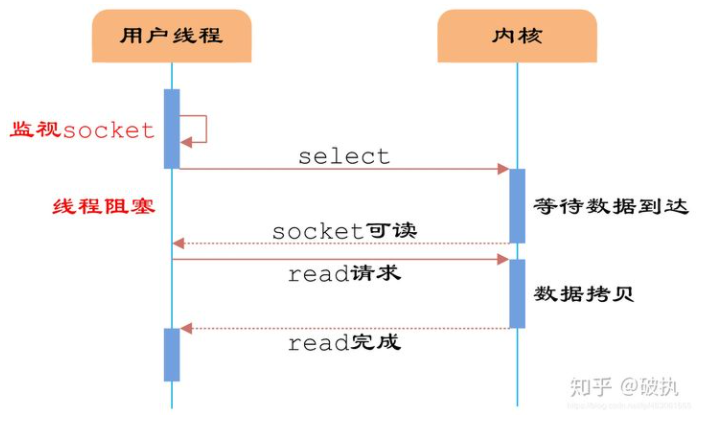 用户线程
内核
监视socket
select
线程阻塞
等待数据到达
socket可读
read请求
数据拷贝
read完成
知乎 @破执